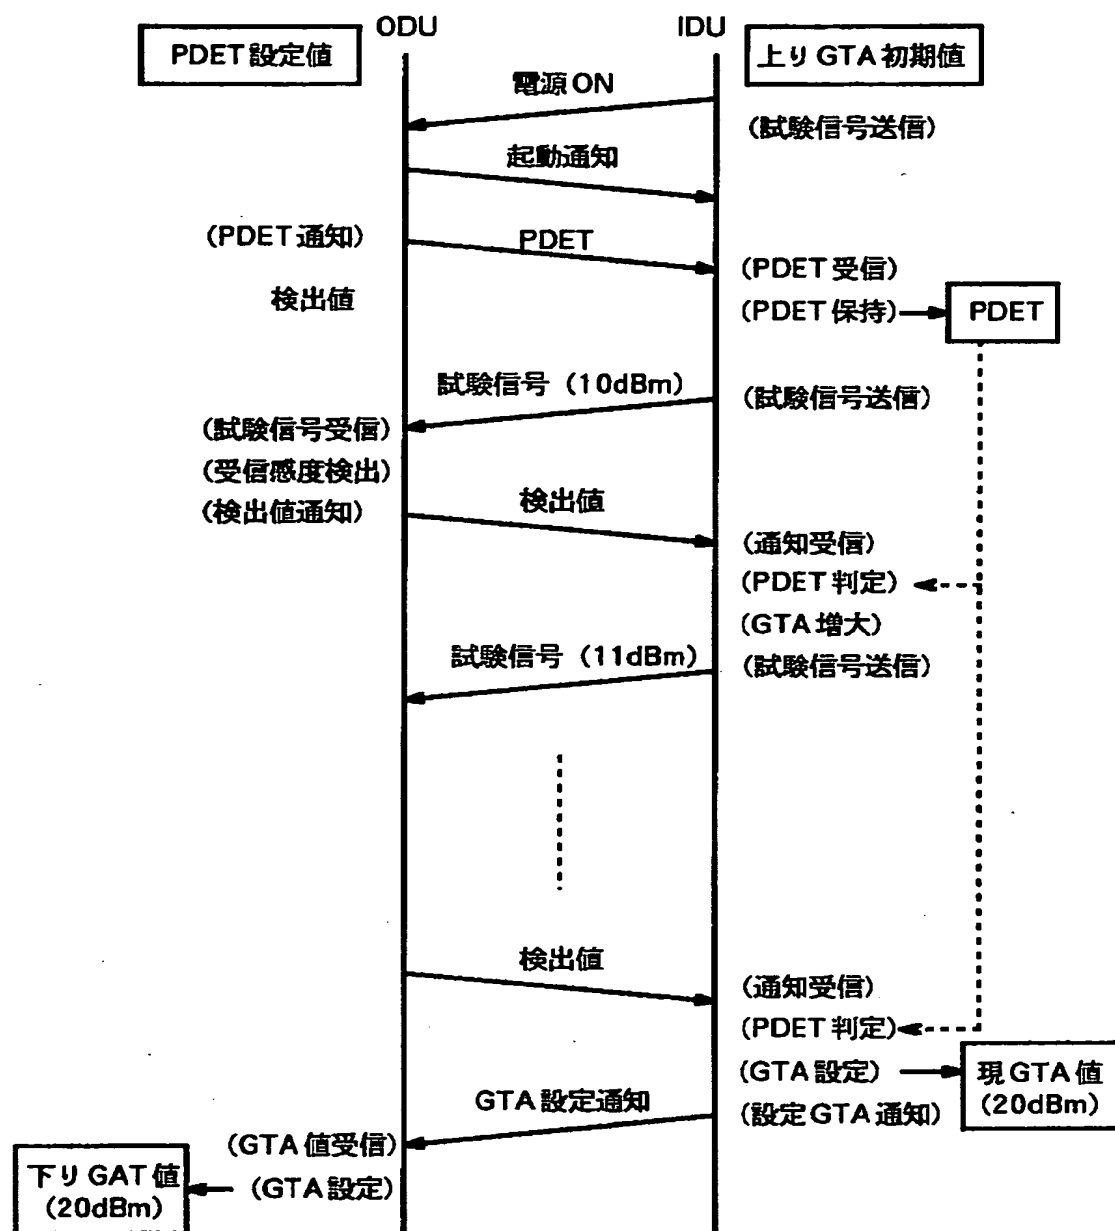 ODU
IDU
PDET設定値
上りGTA初期値
電源ON
(試験信号送信)
起動通知
(PDET通知)
PDET
(PDET受信)
検出値
(PDET保持)
PDET
試験信号 (10dBm)
(試験信号送信)
(試験信号受信)
(受信感度検出)
(検出値通知)
検出値
(通知受信)
(PDET判定)
(GTA増大)
試験信号 (11dBm)
(試験信号送信)
検出値
(通知受信)
(PDET判定)
(GTA設定)
現GTA値
(20dBm)
GTA設定通知
(設定GTA通知)
(GTA値受信)
下りGAT値
(20dBm)
(GTA設定)